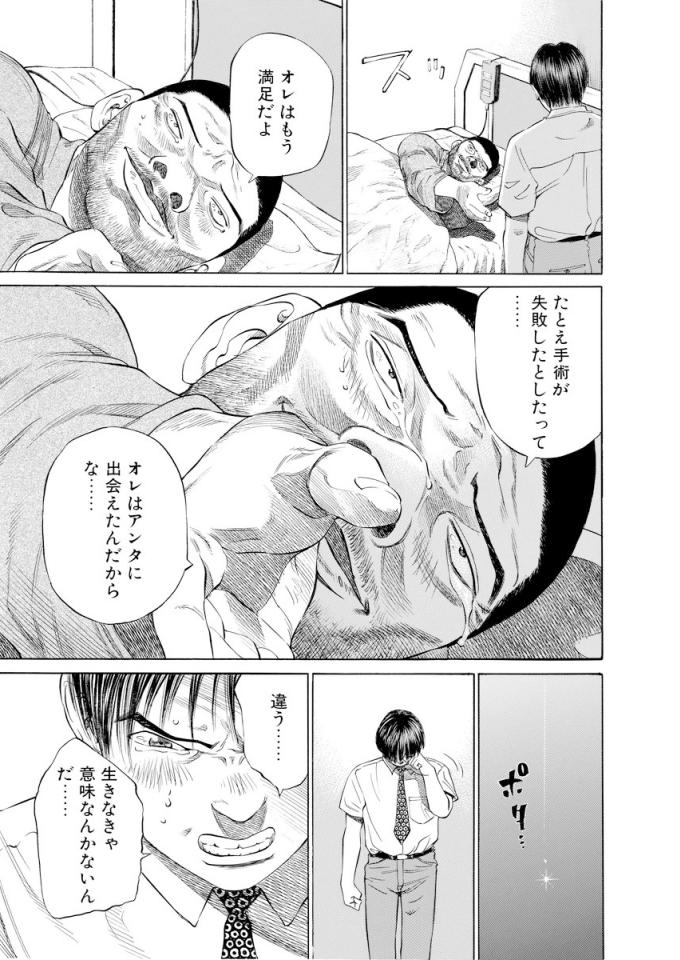 スッ
オレはもう
満足だよ
たとえ手術が
失敗したとしたって
……
オレはアンタに
出会えたんだから
な……
ポタ…
違う……
生きなきゃ
意味なんかないん
だ……